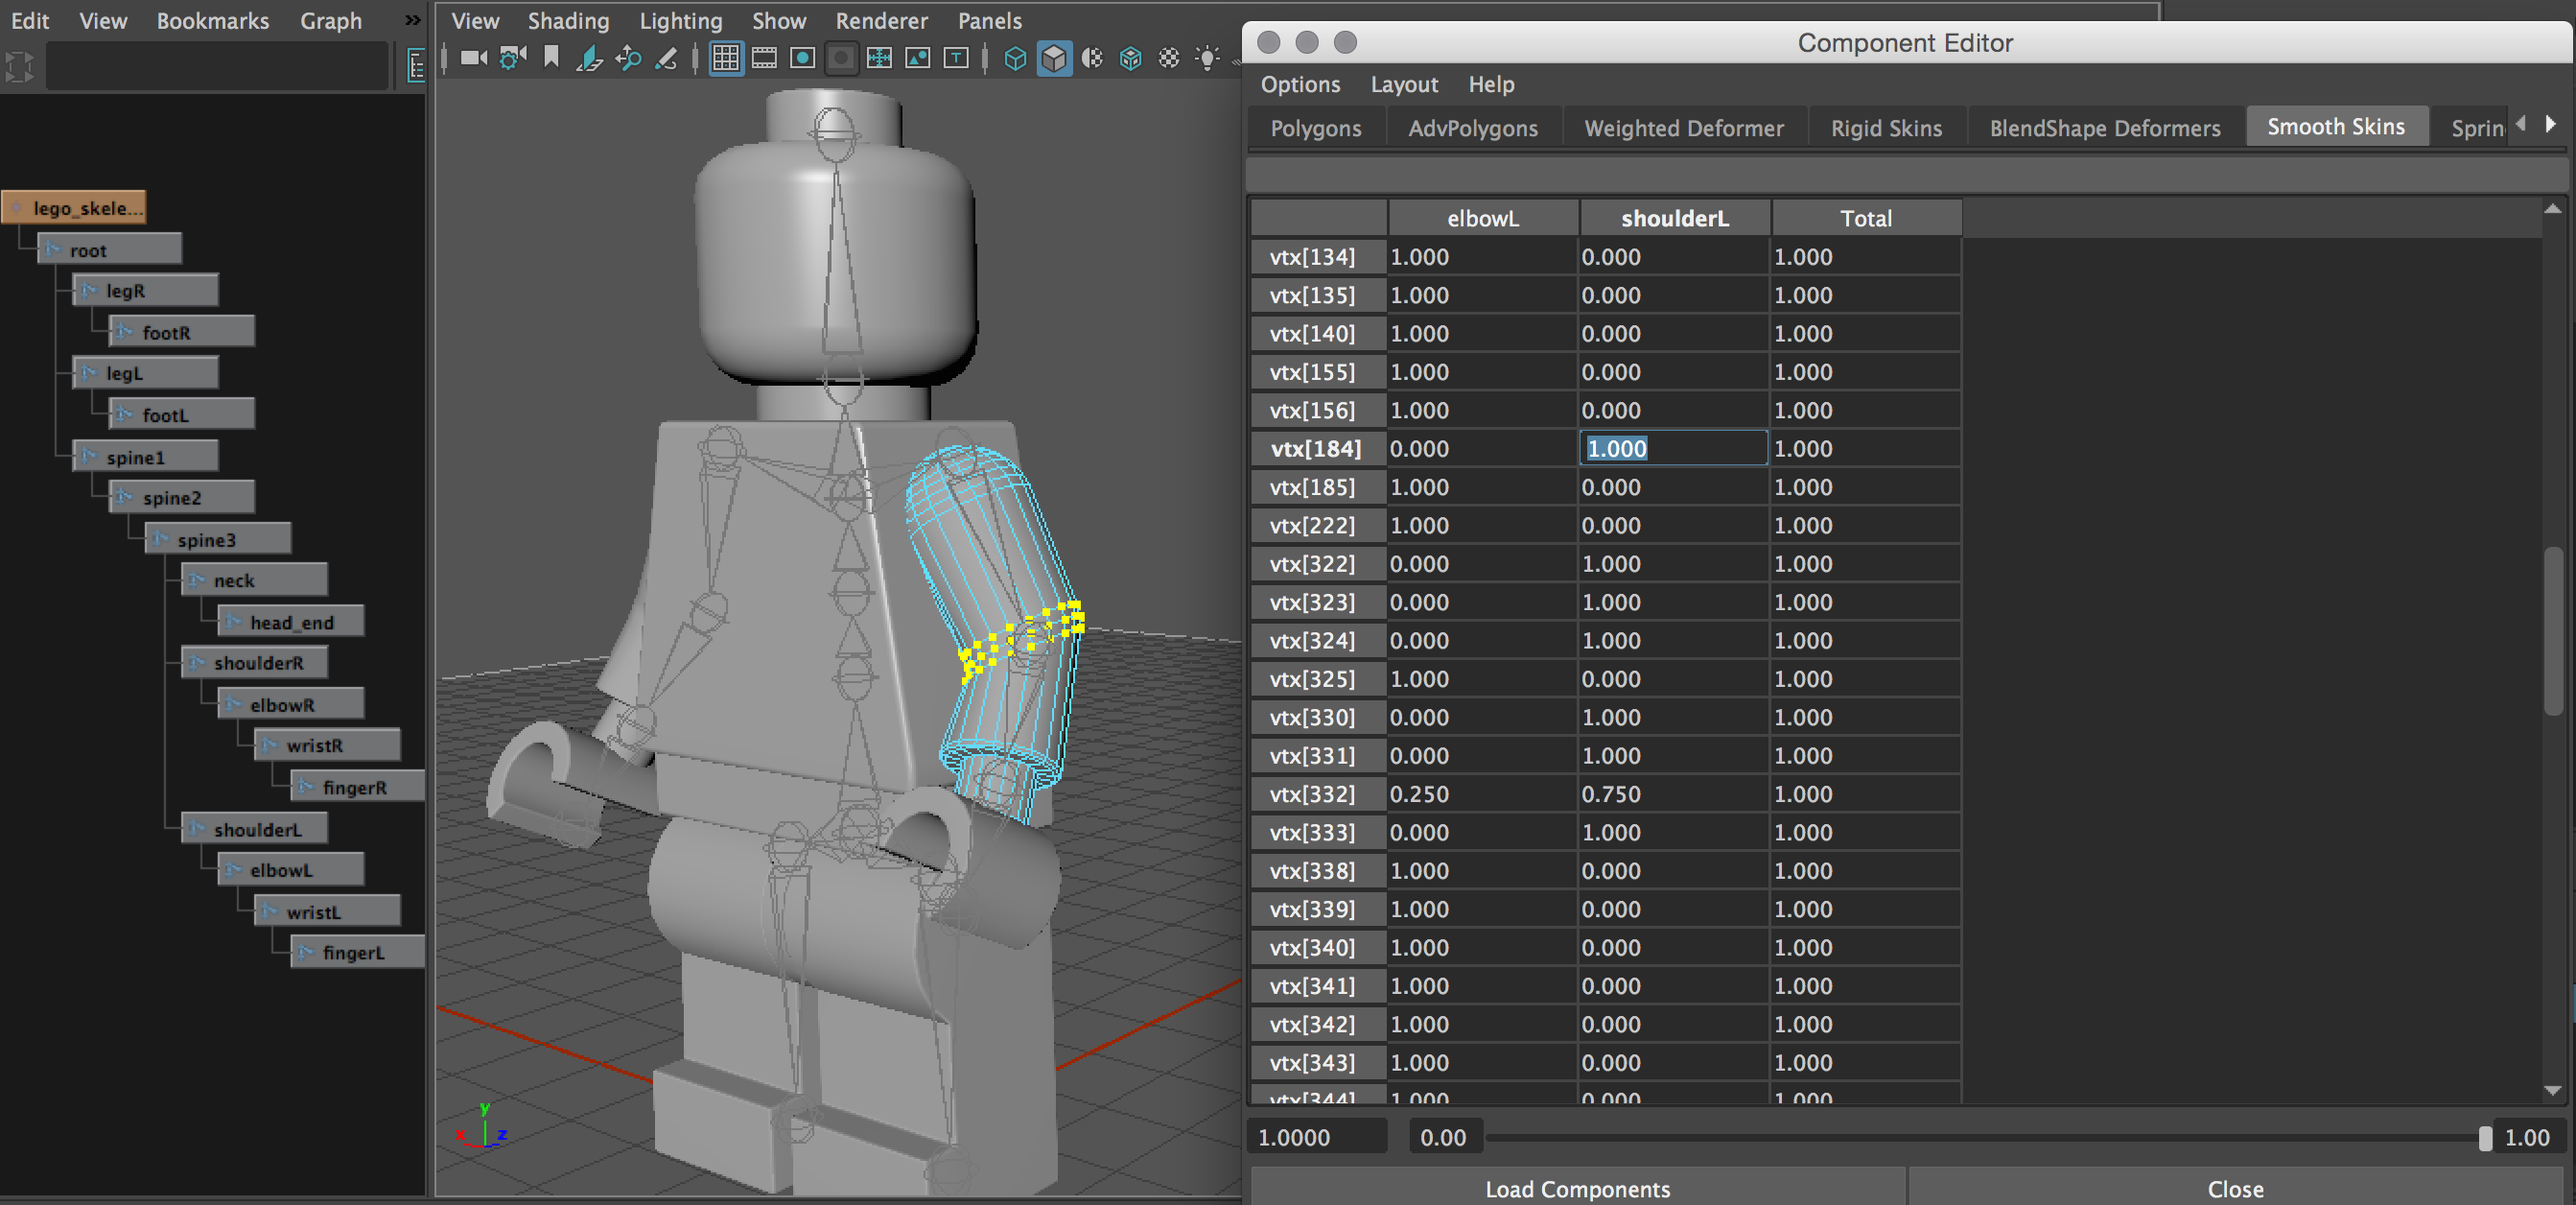 Edit View Bookmarks Graph »
View Shading Lighting Show Renderer Panels
Component Editor
Options Layout Help
Polygons AdvPolygons Weighted Deformer Rigid Skins BlendShape Deformers Smooth Skins Sprin
lego_skele...
root
legR
footR
legL
footL
spine1
spine2
spine3
neck
head_end
shoulderR
elbowR
wristR
fingerR
shoulderL
elbowL
wristL
fingerL
y
x z
elbowL shoulderL Total
vtx[134] 1.000 0.000 1.000
vtx[135] 1.000 0.000 1.000
vtx[140] 1.000 0.000 1.000
vtx[155] 1.000 0.000 1.000
vtx[156] 1.000 0.000 1.000
vtx[184] 0.000 1.000 1.000
vtx[185] 1.000 0.000 1.000
vtx[222] 1.000 0.000 1.000
vtx[322] 0.000 1.000 1.000
vtx[323] 0.000 1.000 1.000
vtx[324] 0.000 1.000 1.000
vtx[325] 1.000 0.000 1.000
vtx[330] 0.000 1.000 1.000
vtx[331] 0.000 1.000 1.000
vtx[332] 0.250 0.750 1.000
vtx[333] 0.000 1.000 1.000
vtx[338] 1.000 0.000 1.000
vtx[339] 1.000 0.000 1.000
vtx[340] 1.000 0.000 1.000
vtx[341] 1.000 0.000 1.000
vtx[342] 1.000 0.000 1.000
vtx[343] 1.000 0.000 1.000
vtx[344] 1.000 0.000 1.000
1.0000 0.00 1.00
Load Components Close